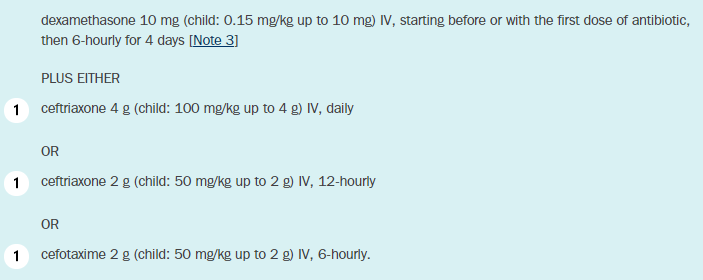 dexamethasone 10 mg (child: 0.15 mg/kg up to 10 mg) IV, starting before or with the first dose of antibiotic,
then 6-hourly for 4 days [Note 3]
PLUS EITHER
1 ceftriaxone 4 g (child: 100 mg/kg up to 4 g) IV, daily
OR
1 ceftriaxone 2 g (child: 50 mg/kg up to 2 g) IV, 12-hourly
OR
1 cefotaxime 2 g (child: 50 mg/kg up to 2 g) IV, 6-hourly.